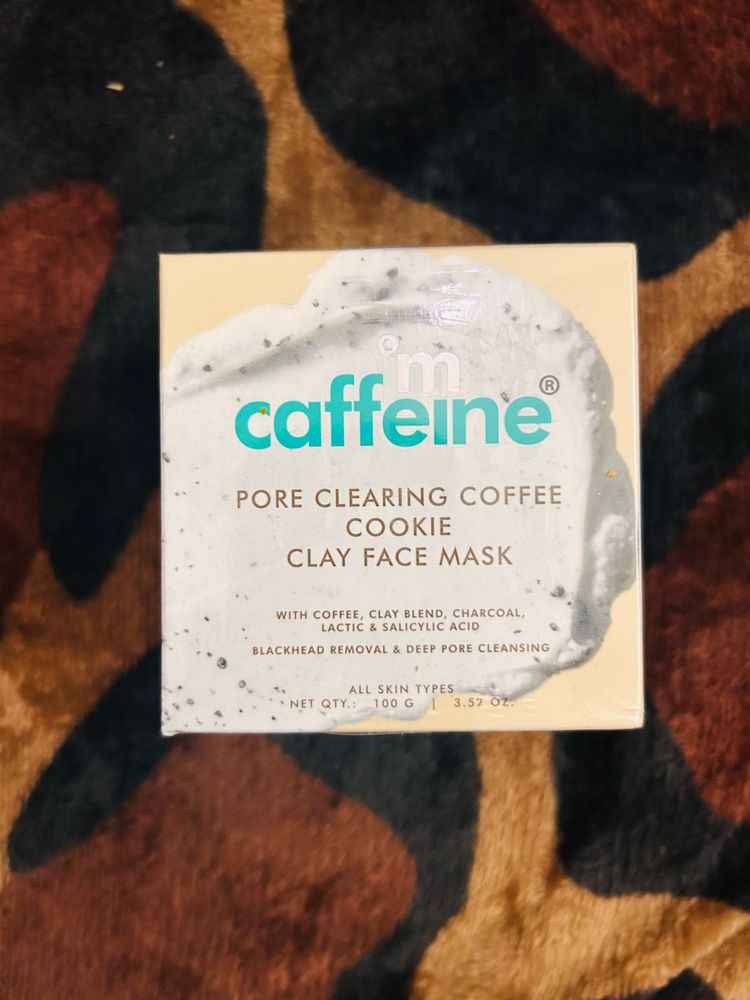 m
caffeine®
PORE CLEARING COFFEE
COOKIE
CLAY FACE MASK
WITH COFFEE, CLAY BLEND, CHARCOAL,
LACTIC & SALICYLIC ACID
BLACKHEAD REMOVAL & DEEP PORE CLEANSING
ALL SKIN TYPES
NET QTY.: 100 G | 3.52 OZ.